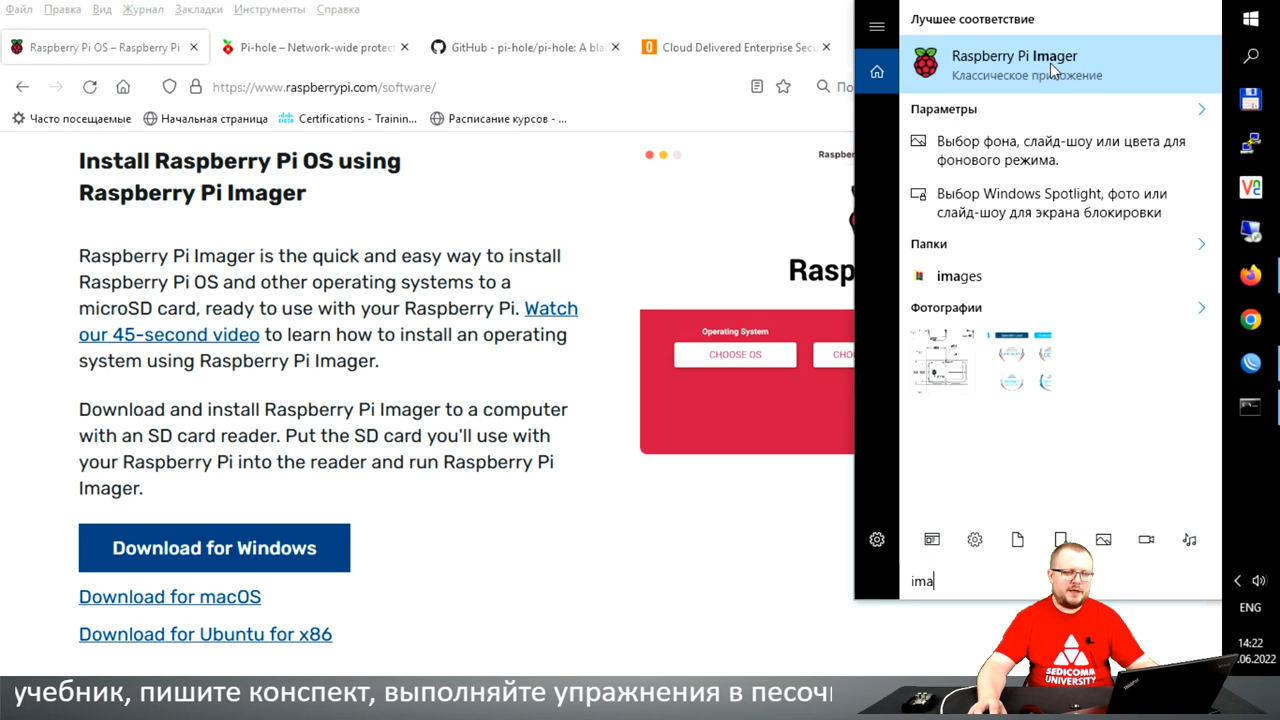 Файл Правка Вид Журнал Закладки Инструменты Справка
Raspberry Pi OS – Raspberry Pi
Pi-hole – Network-wide protect
GitHub - pi-hole/pi-hole: A bla
Cloud Delivered Enterprise Secu
https://www.raspberrypi.com/software/
По
Часто посещаемые
Начальная страница
Certifications - Trainin...
Расписание курсов - ...
Install Raspberry Pi OS using
Raspberry Pi Imager
Raspberry Pi Imager is the quick and easy way to install
Raspberry Pi OS and other operating systems to a
microSD card, ready to use with your Raspberry Pi. Watch
our 45-second video to learn how to install an operating
system using Raspberry Pi Imager.
Download and install Raspberry Pi Imager to a computer
with an SD card reader. Put the SD card you'll use with
your Raspberry Pi into the reader and run Raspberry Pi
Imager.
Download for Windows
Download for macOS
Download for Ubuntu for x86
Raspber
Rasp
Operating System
CHOOSE OS
CHOO
Лучшее соответствие
Raspberry Pi Imager
Классическое приложение
Параметры
Выбор фона, слайд-шоу или цвета для
фонового режима.
Выбор Windows Spotlight, фото или
слайд-шоу для экрана блокировки
Папки
images
Фотографии
ima
ENG
14:22
.06.2022
SEDICOMM
UNIVERSITY
учебник, пишите конспект, выполняйте упражнения в песоч